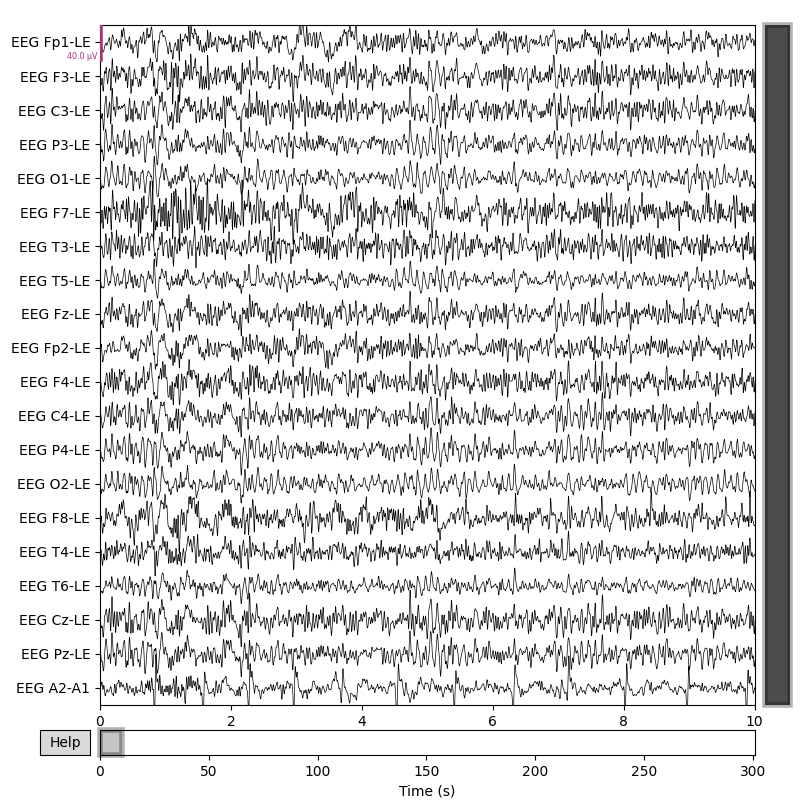 EEG Fp1-LE
40.0 µV
EEG F3-LE
EEG C3-LE
EEG P3-LE
EEG O1-LE
EEG F7-LE
EEG T3-LE
EEG T5-LE
EEG Fz-LE
EEG Fp2-LE
EEG F4-LE
EEG C4-LE
EEG P4-LE
EEG O2-LE
EEG F8-LE
EEG T4-LE
EEG T6-LE
EEG Cz-LE
EEG Pz-LE
EEG A2-A1
0 2 4 6 8 10
Help
0 50 100 150 200 250 300
Time (s)